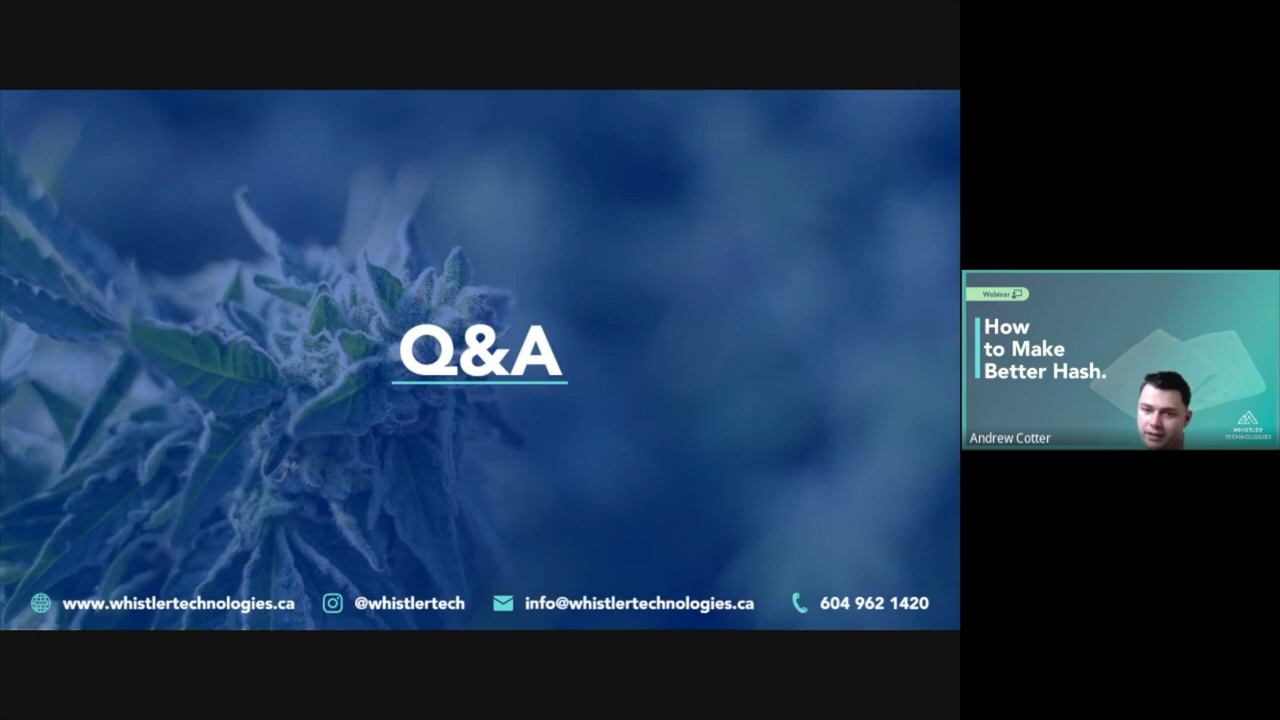 Q&A
www.whistlertechnologies.ca
@whistlertech
info@whistlertechnologies.ca
604 962 1420
Webinar
How
to Make
Better Hash.
Andrew Cotter
WHISTLER
TECHNOLOGIES